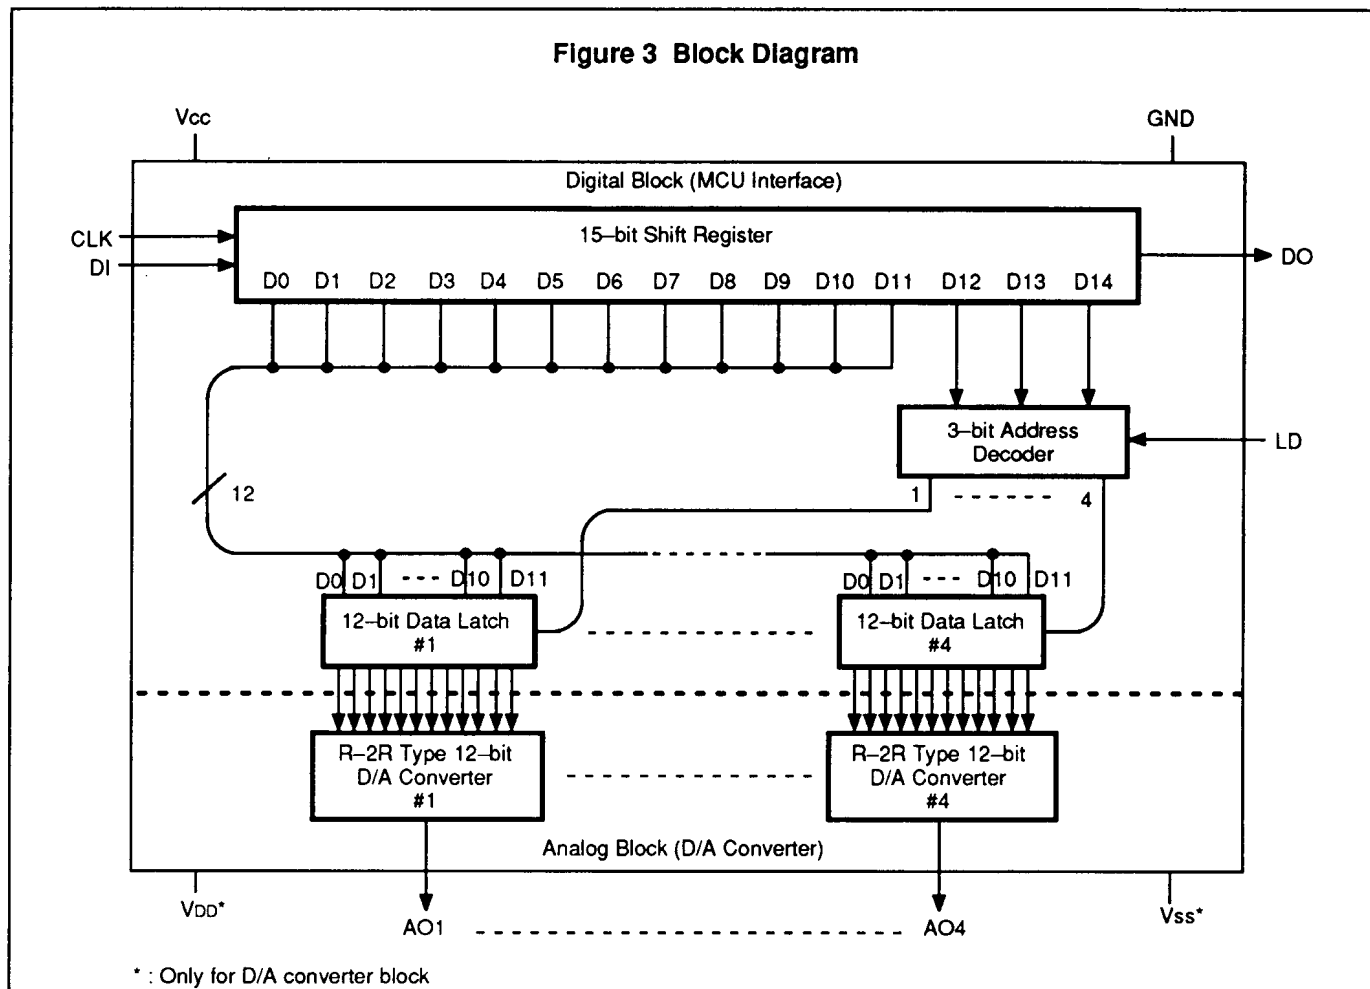 Figure 3 Block Diagram
Vcc
GND
Digital Block (MCU Interface)
15–bit Shift Register
CLK
DI
DO
D0 D1 D2 D3 D4 D5 D6 D7 D8 D9 D10 D11 D12 D13 D14
3–bit Address
Decoder
LD
12
1
4
D0 D1 D10 D11
D0 D1 D10 D11
12–bit Data Latch
#1
12–bit Data Latch
#4
R–2R Type 12–bit
D/A Converter
#1
R–2R Type 12–bit
D/A Converter
#4
Analog Block (D/A Converter)
VDD*
Vss*
AO1
AO4
* : Only for D/A converter block